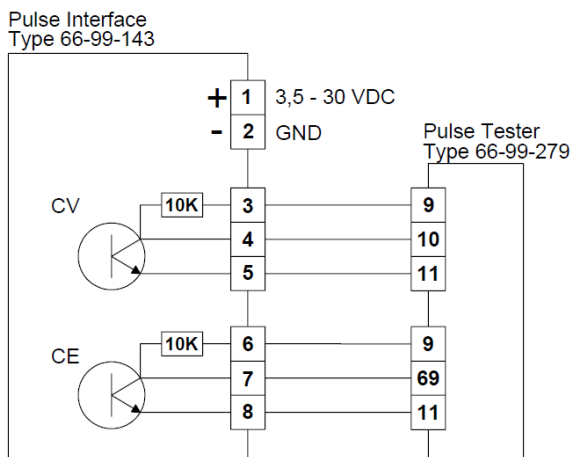 Pulse Interface
Type 66-99-143
+ 1 3,5 - 30 VDC
- 2 GND
Pulse Tester
Type 66-99-279
CV 10K 3 9
4 10
5 11
CE 10K 6 9
7 69
8 11